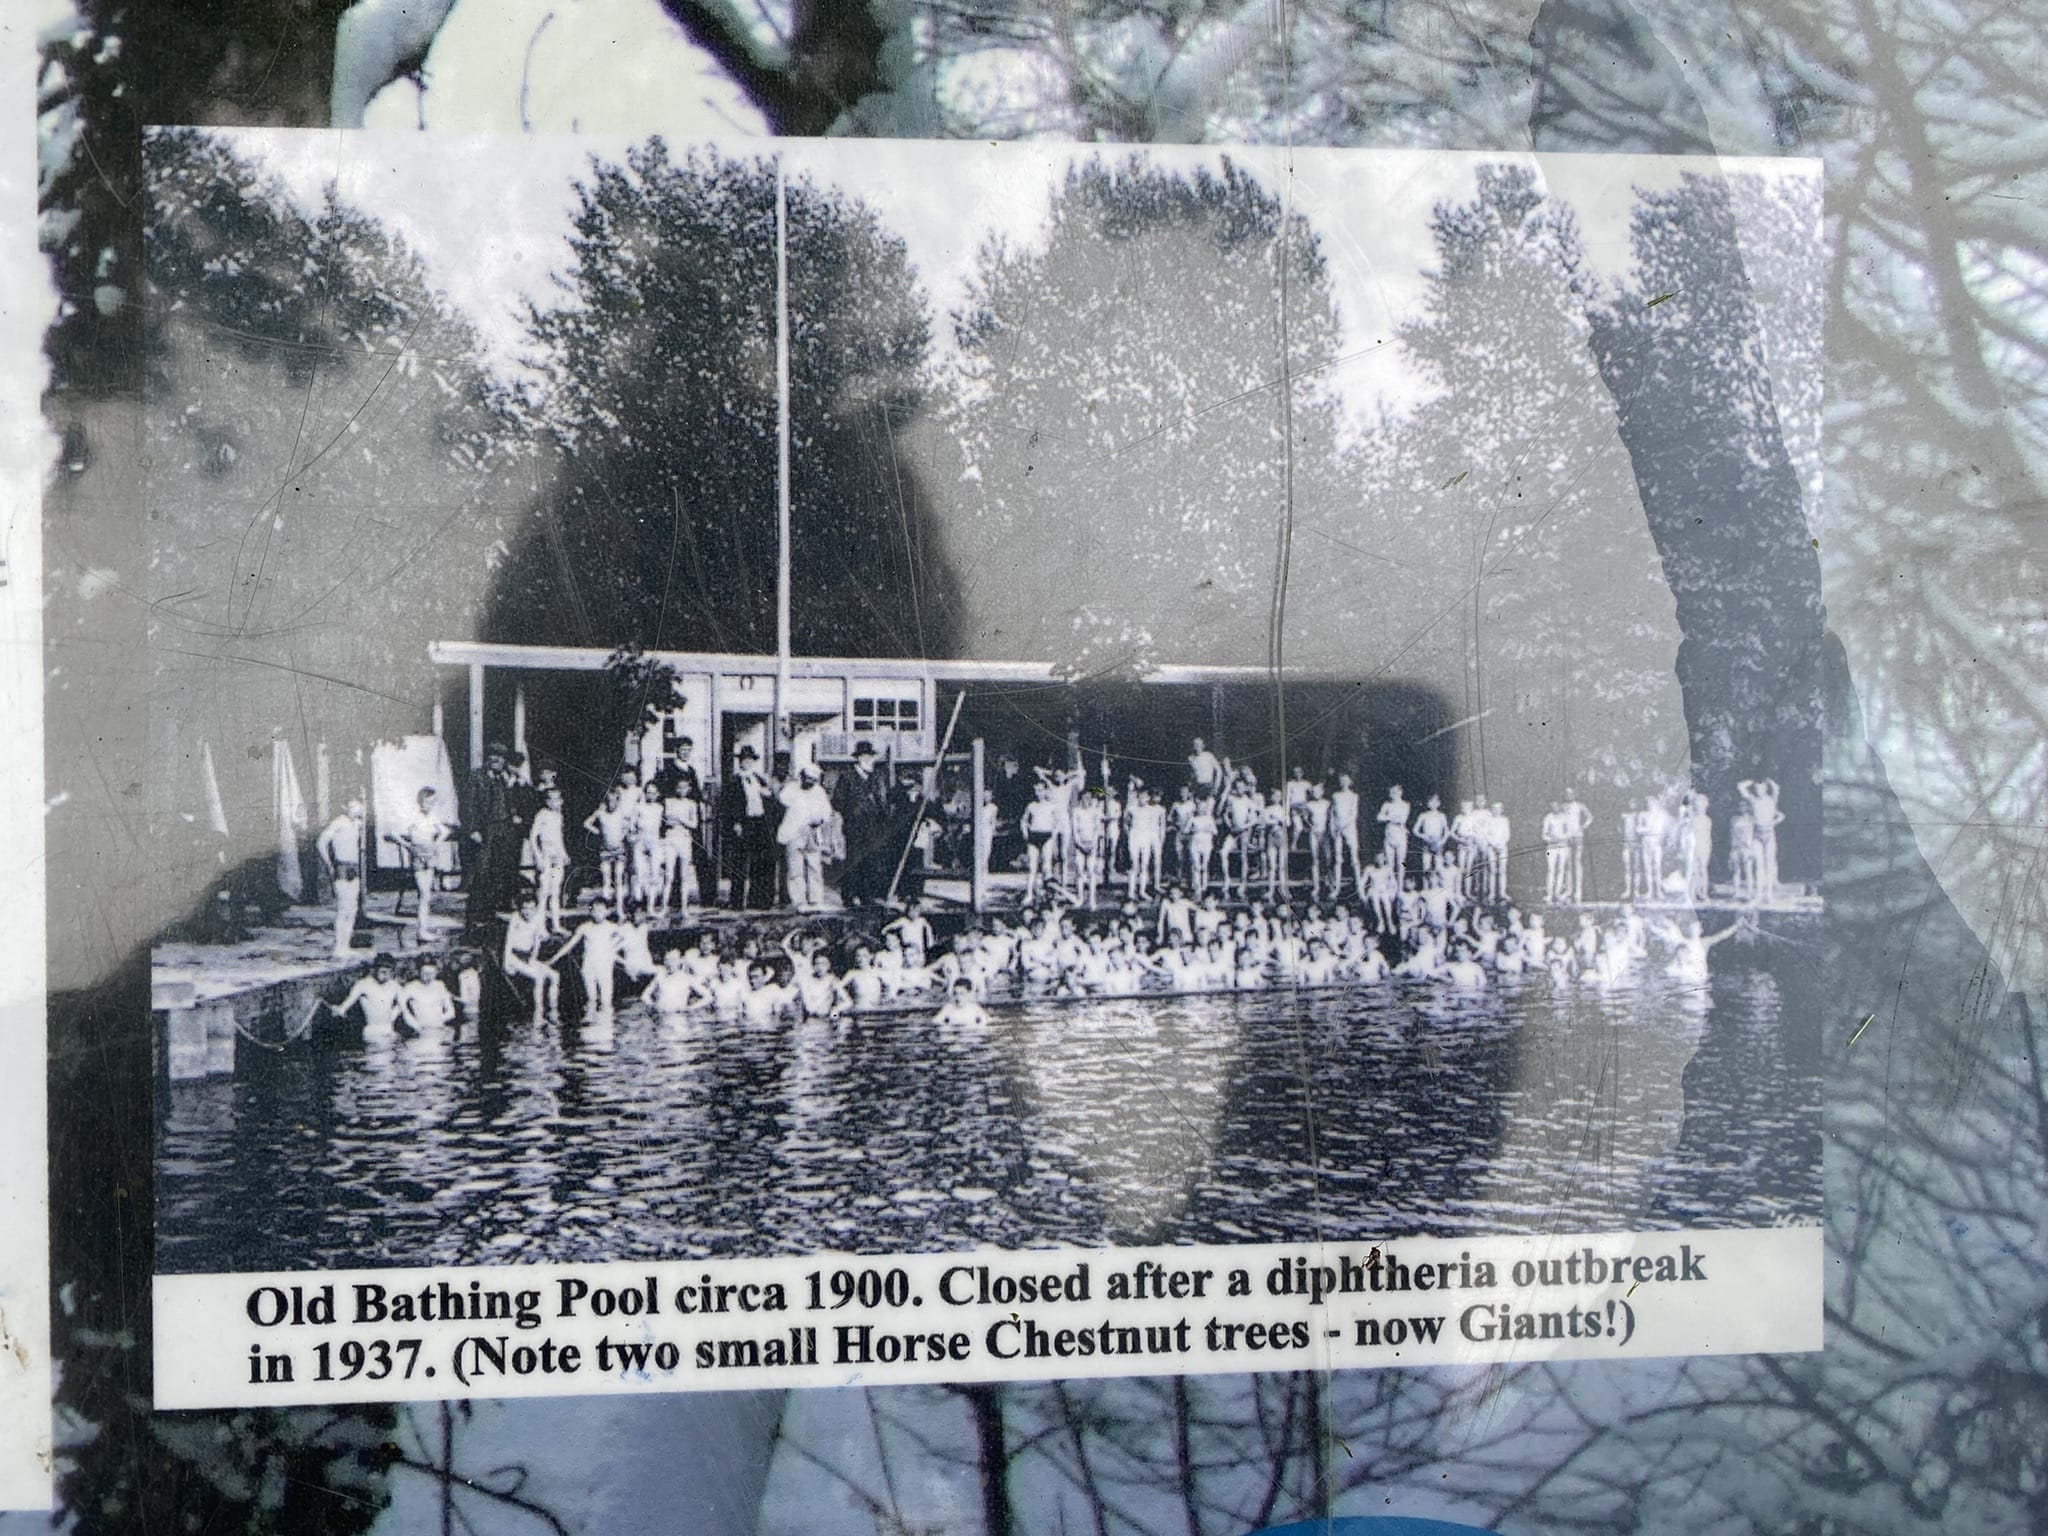 Old Bathing Pool circa 1900. Closed after a diphtheria outbreak
in 1937. (Note two small Horse Chestnut trees - now Giants!)